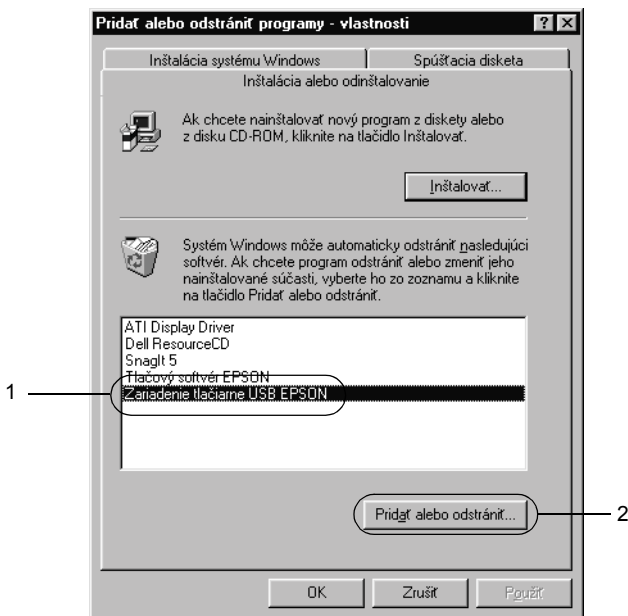 Pridať alebo odstrániť programy - vlastnosti
Inštalácia systému Windows
Spúšťacia disketa
Inštalácia alebo odinštalovanie
Ak chcete nainštalovať nový program z diskety alebo
z disku CD-ROM, kliknite na tlačidlo Inštalovať.
Inštalovať...
Systém Windows môže automaticky odstrániť nasledujúci
softvér. Ak chcete program odstrániť alebo zmeniť jeho
nainštalované súčasti, vyberte ho zo zoznamu a kliknite
na tlačidlo Pridať alebo odstrániť.
ATI Display Driver
Dell ResourceCD
SnagIt 5
Tlačový softvér EPSON
1
Zariadenie tlačiarne USB EPSON
Pridať alebo odstrániť...
2
OK
Zrušiť
Použiť